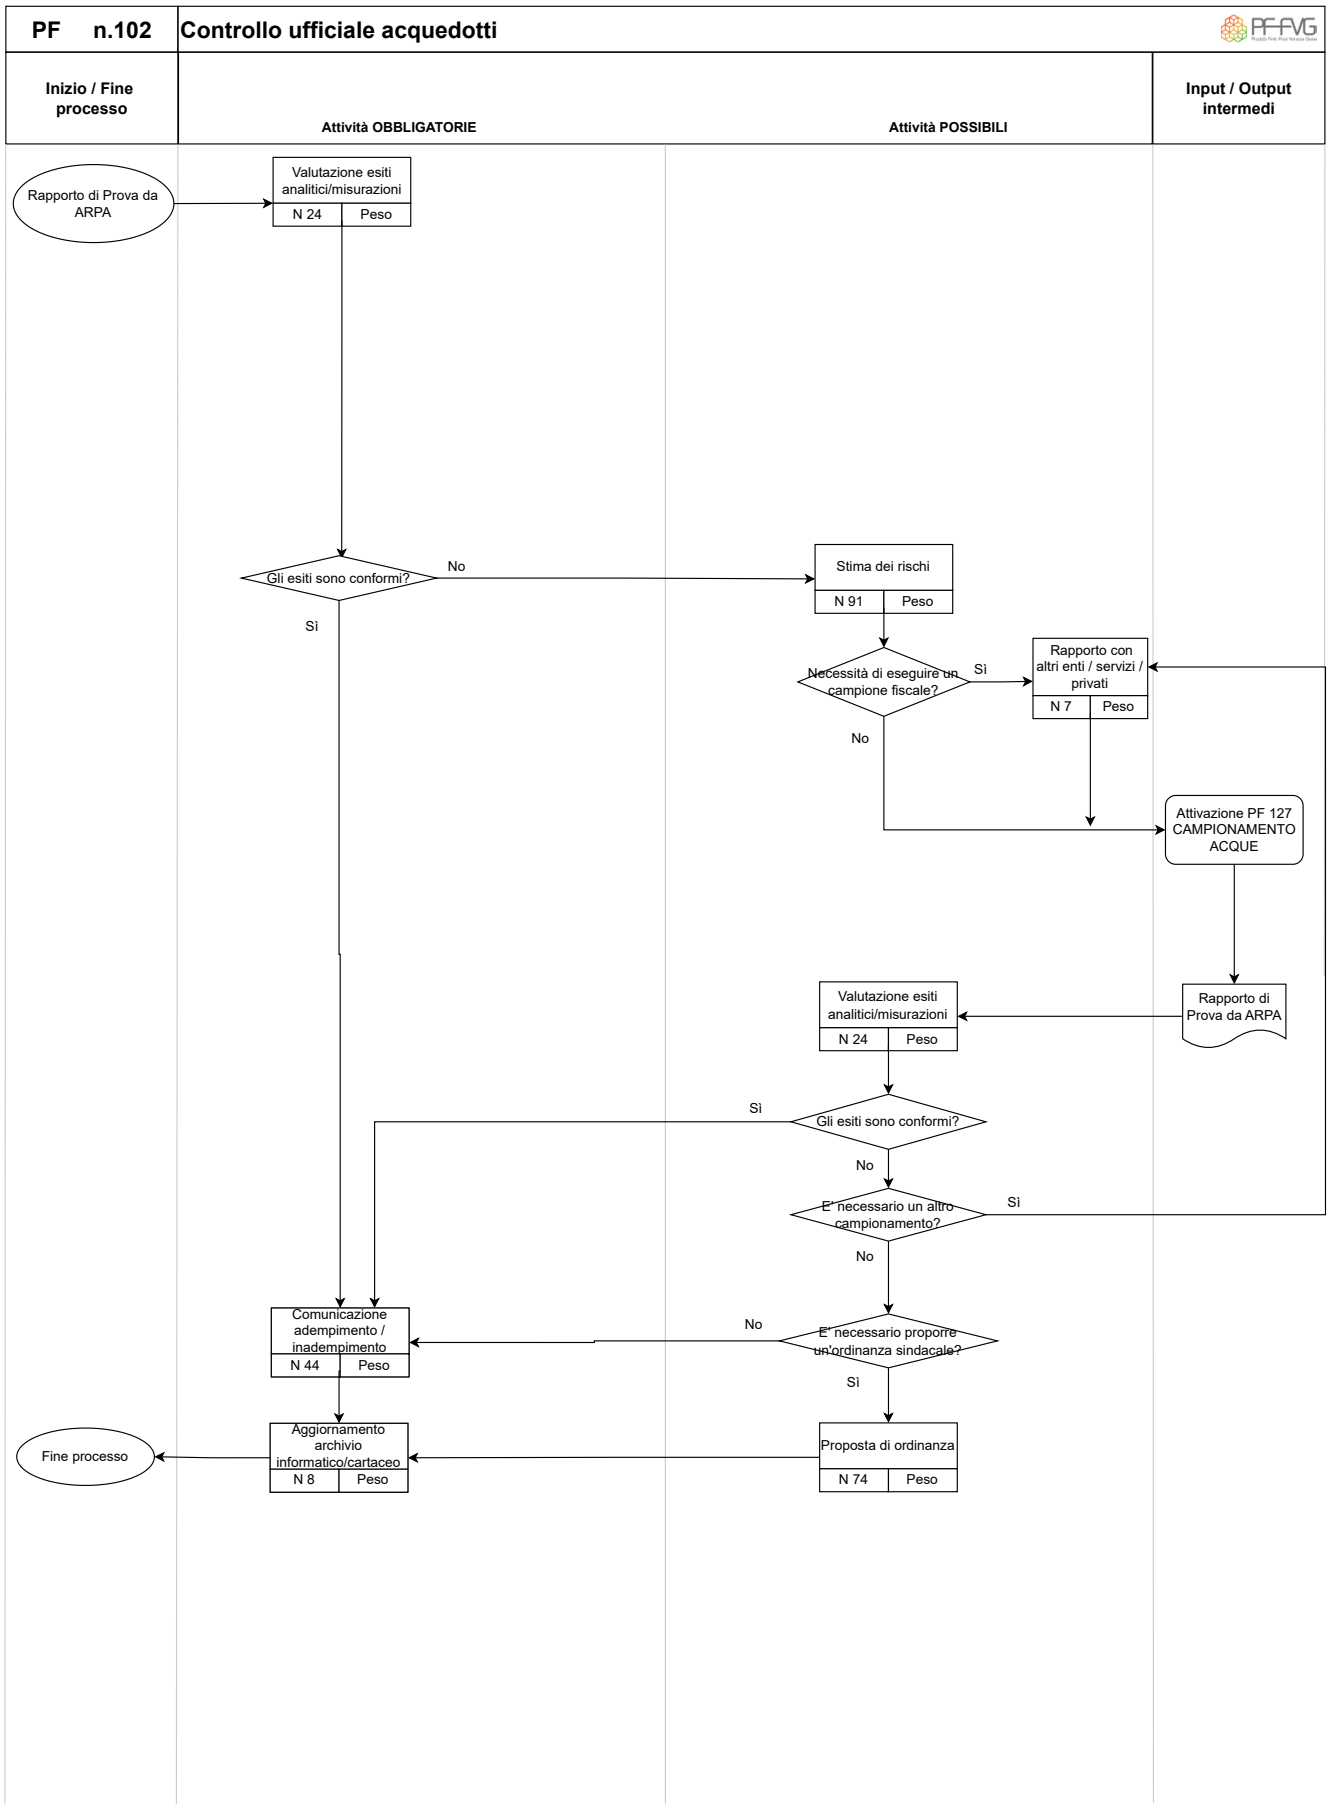 PF n.102
Controllo ufficiale acquedotti
PF-FVG
Inizio / Fine
processo
Attività OBBLIGATORIE
Attività POSSIBILI
Input / Output
intermedi
Rapporto di Prova da
ARPA
Valutazione esiti
analitici/misurazioni
N 24 Peso
Gli esiti sono conformi?
No
Sì
Stima dei rischi
N 91 Peso
Necessità di eseguire un
campione fiscale?
Sì
No
Rapporto con
altri enti / servizi /
privati
N 7 Peso
Attivazione PF 127
CAMPIONAMENTO
ACQUE
Rapporto di
Prova da ARPA
Valutazione esiti
analitici/misurazioni
N 24 Peso
Gli esiti sono conformi?
Sì
No
E' necessario un altro
campionamento?
Sì
No
E' necessario proporre
un'ordinanza sindacale?
No
Sì
Comunicazione
adempimento /
inadempimento
N 44 Peso
Aggiornamento
archivio
informatico/cartaceo
N 8 Peso
Proposta di ordinanza
N 74 Peso
Fine processo